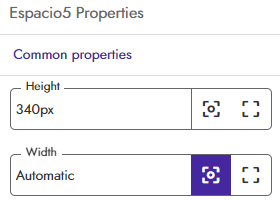 Espacio5 Properties
Common properties
Height
340px
Width
Automatic